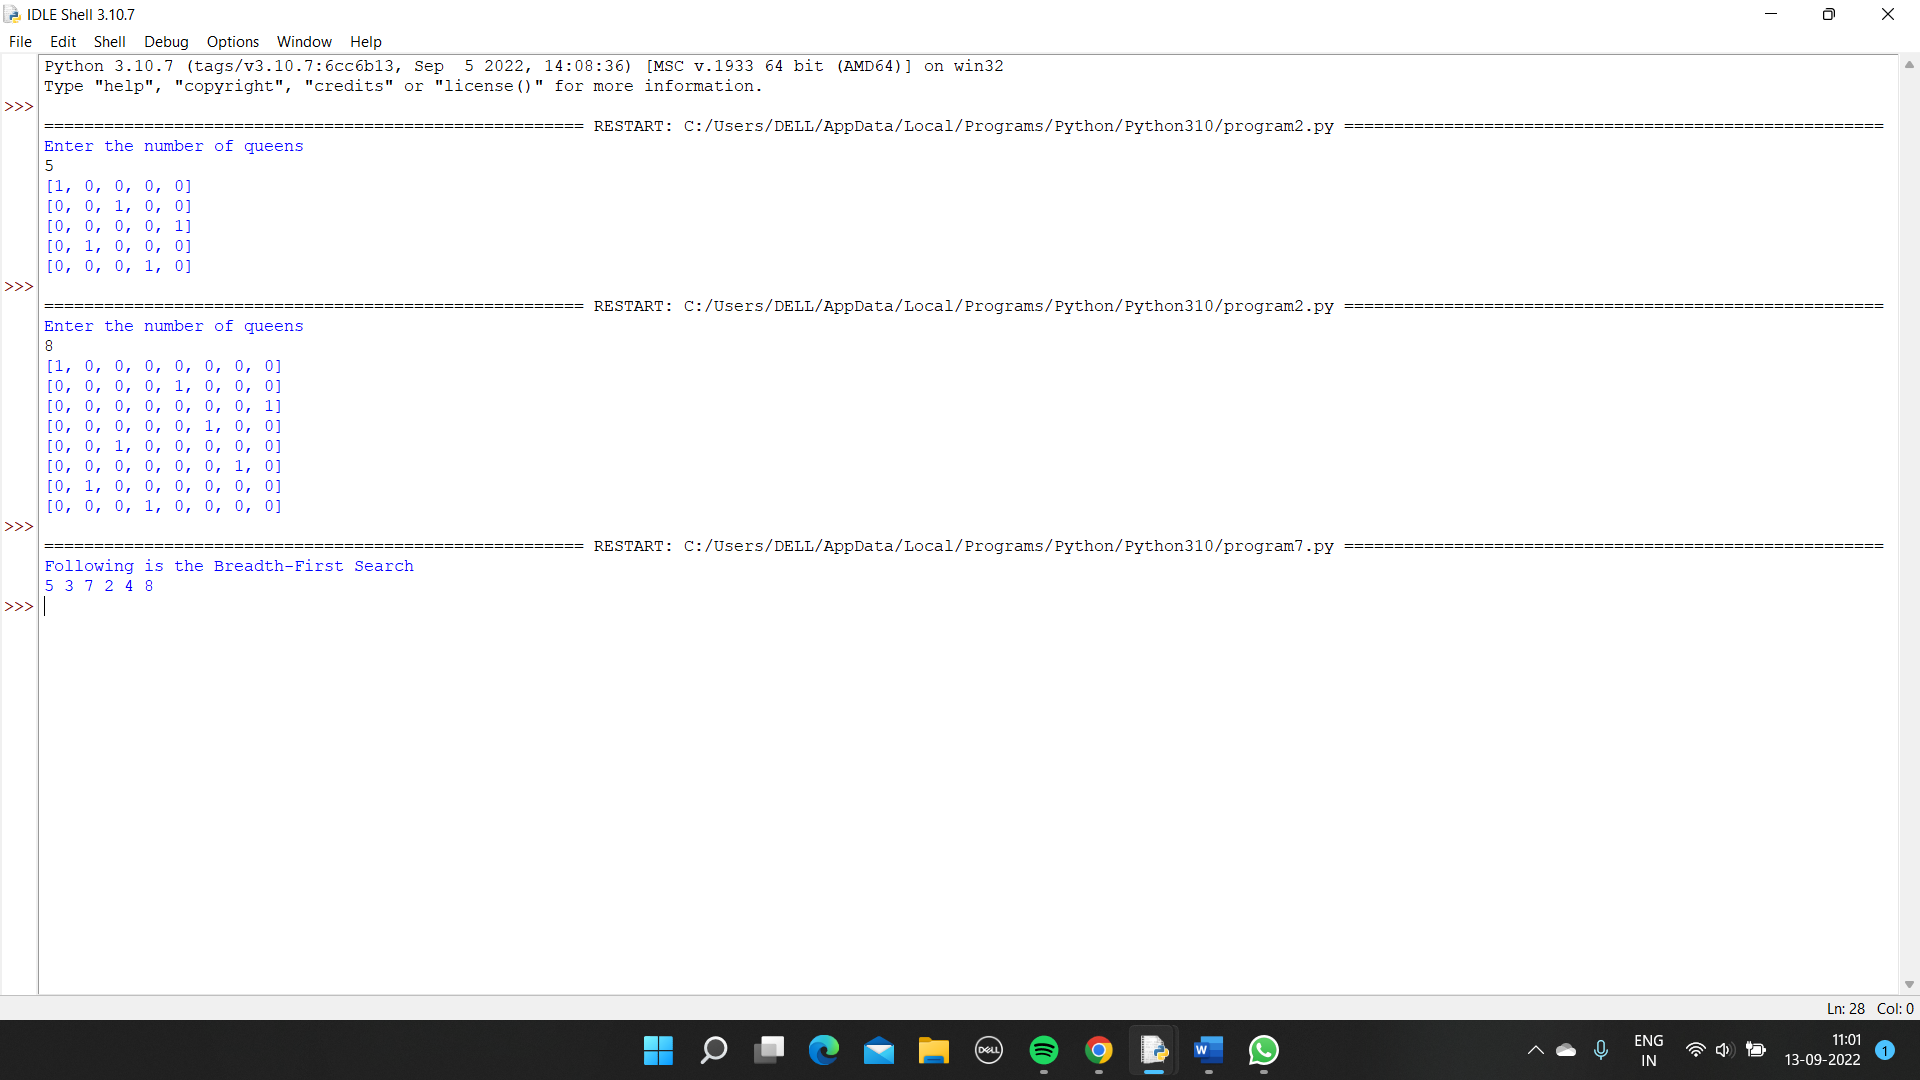 IDLE Shell 3.10.7
File Edit Shell Debug Options Window Help
Python 3.10.7 (tags/v3.10.7:6cc6b13, Sep  5 2022, 14:08:36) [MSC v.1933 64 bit (AMD64)] on win32
Type "help", "copyright", "credits" or "license()" for more information.
>>>
====================================================== RESTART: C:/Users/DELL/AppData/Local/Programs/Python/Python310/program2.py ======================================================
Enter the number of queens
5
[1, 0, 0, 0, 0]
[0, 0, 1, 0, 0]
[0, 0, 0, 0, 1]
[0, 1, 0, 0, 0]
[0, 0, 0, 1, 0]
>>>
====================================================== RESTART: C:/Users/DELL/AppData/Local/Programs/Python/Python310/program2.py ======================================================
Enter the number of queens
8
[1, 0, 0, 0, 0, 0, 0, 0]
[0, 0, 0, 0, 1, 0, 0, 0]
[0, 0, 0, 0, 0, 0, 0, 1]
[0, 0, 0, 0, 0, 1, 0, 0]
[0, 0, 1, 0, 0, 0, 0, 0]
[0, 0, 0, 0, 0, 0, 1, 0]
[0, 1, 0, 0, 0, 0, 0, 0]
[0, 0, 0, 1, 0, 0, 0, 0]
>>>
====================================================== RESTART: C:/Users/DELL/AppData/Local/Programs/Python/Python310/program7.py ======================================================
Following is the Breadth-First Search
5 3 7 2 4 8
>>>
Ln: 28 Col: 0
DELL
W
ENG
IN
11:01
13-09-2022
1